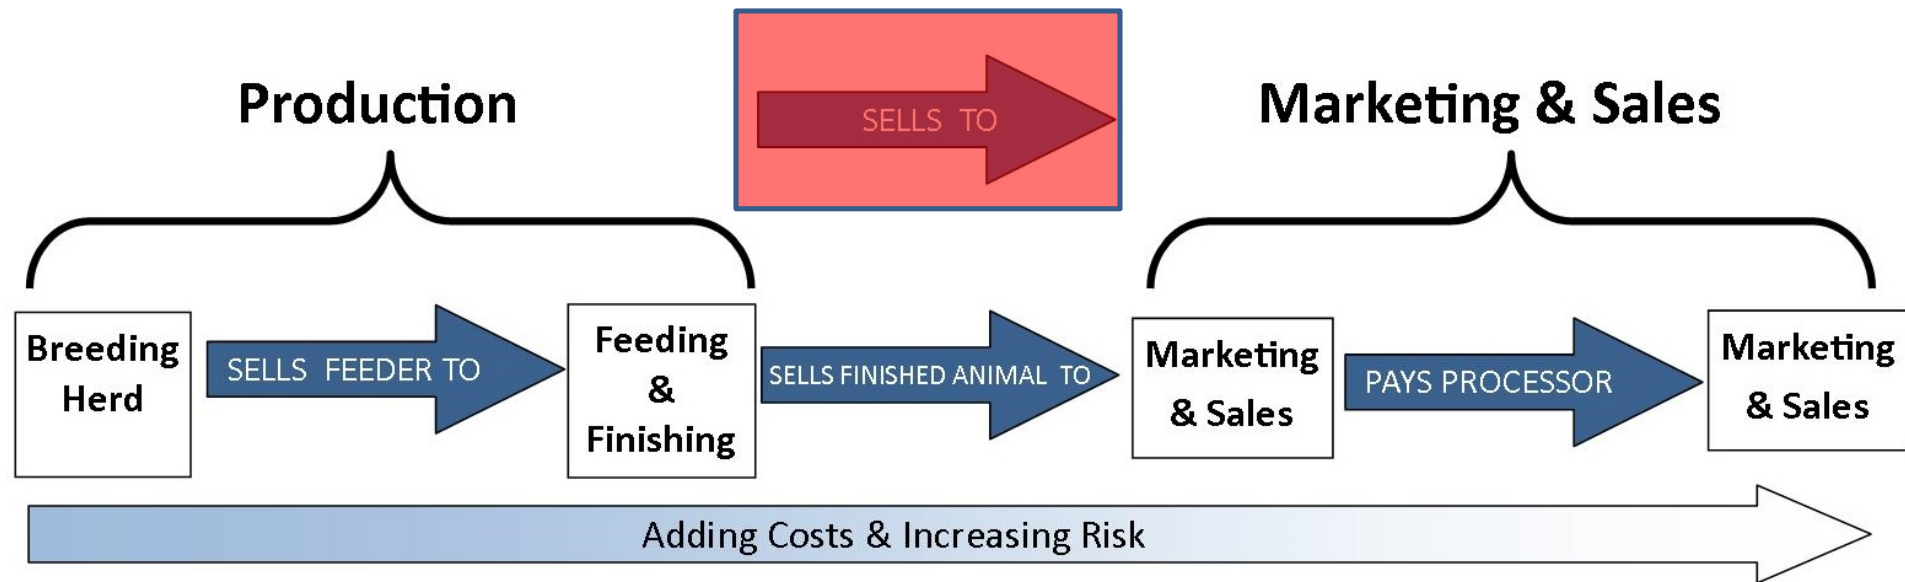 Production
SELLS TO
Marketing & Sales
Breeding
Herd
SELLS FEEDER TO
Feeding
&
Finishing
SELLS FINISHED ANIMAL TO
Marketing
& Sales
PAYS PROCESSOR
Marketing
& Sales
Adding Costs & Increasing Risk